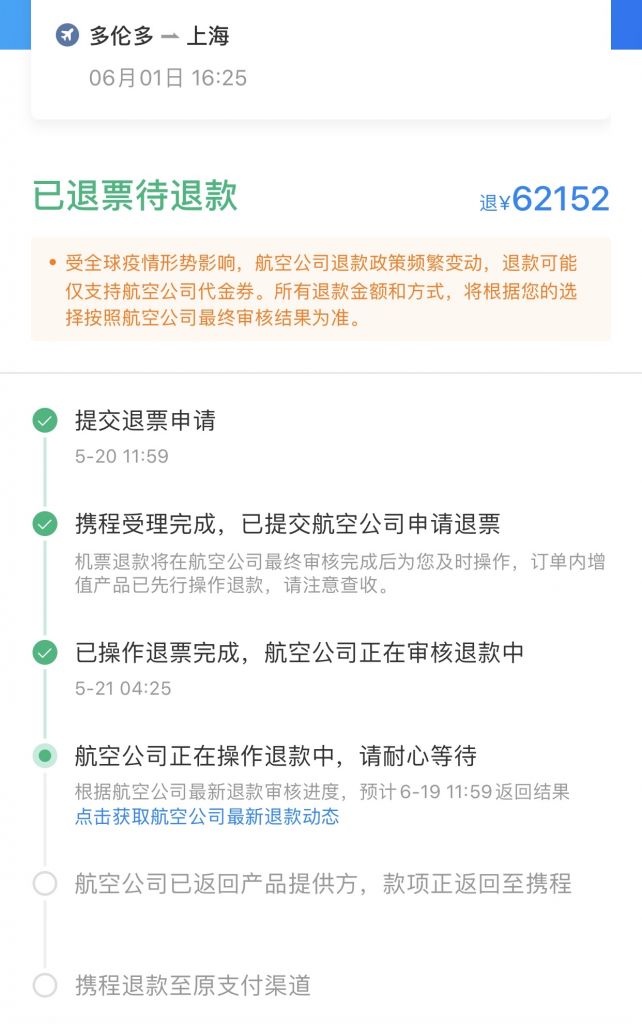 多伦多 ⇀ 上海
06月01日 16:25
已退票待退款
退¥62152
• 受全球疫情形势影响，航空公司退款政策频繁变动，退款可能
仅支持航空公司代金券。所有退款金额和方式，将根据您的选
择按照航空公司最终审核结果为准。
提交退票申请
5-20 11:59
携程受理完成，已提交航空公司申请退票
机票退款将在航空公司最终审核完成后为您及时操作，订单内增
值产品已先行操作退款，请注意查收。
已操作退票完成，航空公司正在审核退款中
5-21 04:25
航空公司正在操作退款中，请耐心等待
根据航空公司最新退款审核进度，预计6-19 11:59返回结果
点击获取航空公司最新退款动态
航空公司已返回产品提供方，款项正返回至携程
携程退款至原支付渠道